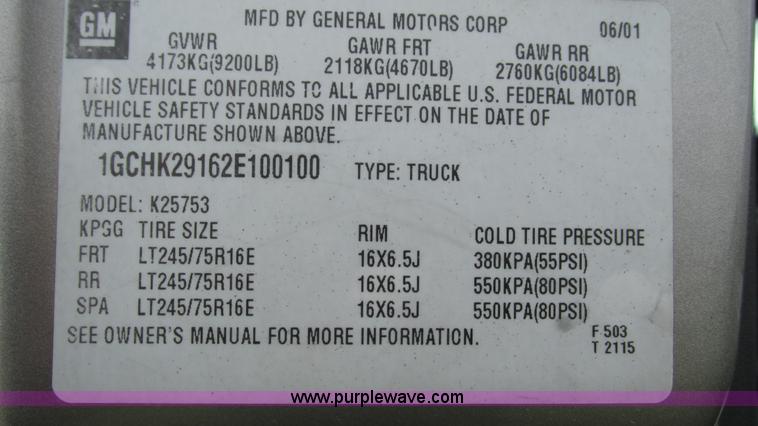 GM
MFD BY GENERAL MOTORS CORP 06/01
GVWR GAWR FRT GAWR RR
4173KG(9200LB) 2118KG(4670LB) 2760KG(6084LB)
THIS VEHICLE CONFORMS TO ALL APPLICABLE U.S. FEDERAL MOTOR
VEHICLE SAFETY STANDARDS IN EFFECT ON THE DATE OF
MANUFACTURE SHOWN ABOVE.
1GCHK29162E100100 TYPE: TRUCK
MODEL: K25753
KPSG TIRE SIZE RIM COLD TIRE PRESSURE
FRT LT245/75R16E 16X6.5J 380KPA(55PSI)
RR LT245/75R16E 16X6.5J 550KPA(80PSI)
SPA LT245/75R16E 16X6.5J 550KPA(80PSI)
SEE OWNER'S MANUAL FOR MORE INFORMATION. F 503
T 2115
www.purplewave.com